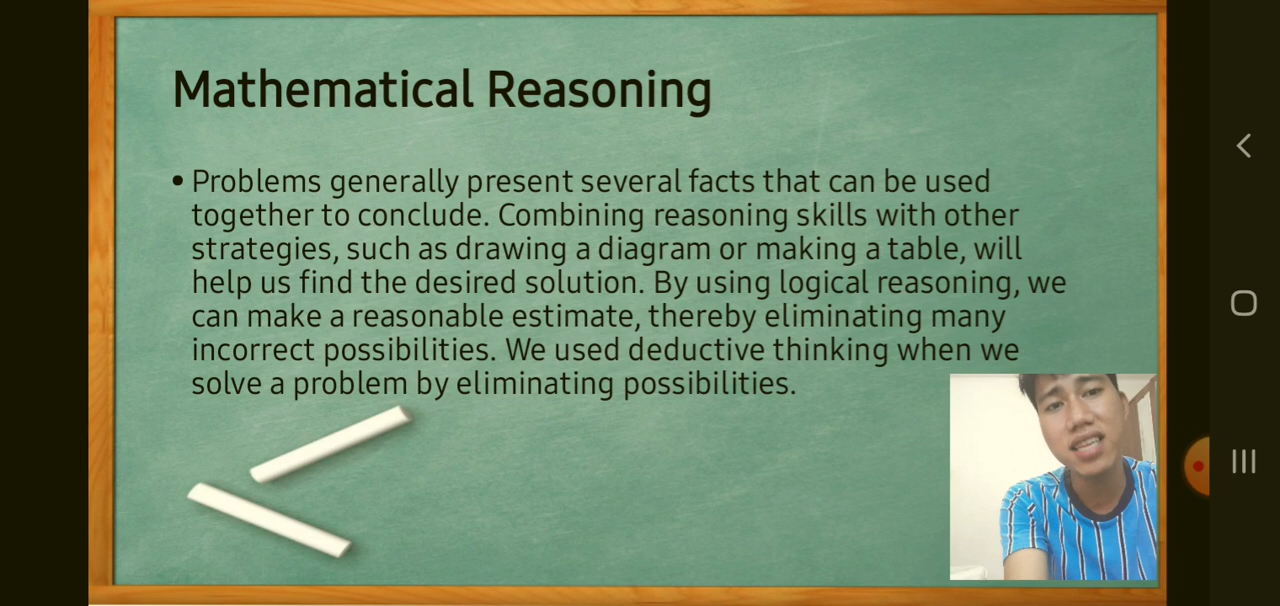 Mathematical Reasoning
• Problems generally present several facts that can be used
together to conclude. Combining reasoning skills with other
strategies, such as drawing a diagram or making a table, will
help us find the desired solution. By using logical reasoning, we
can make a reasonable estimate, thereby eliminating many
incorrect possibilities. We used deductive thinking when we
solve a problem by eliminating possibilities.